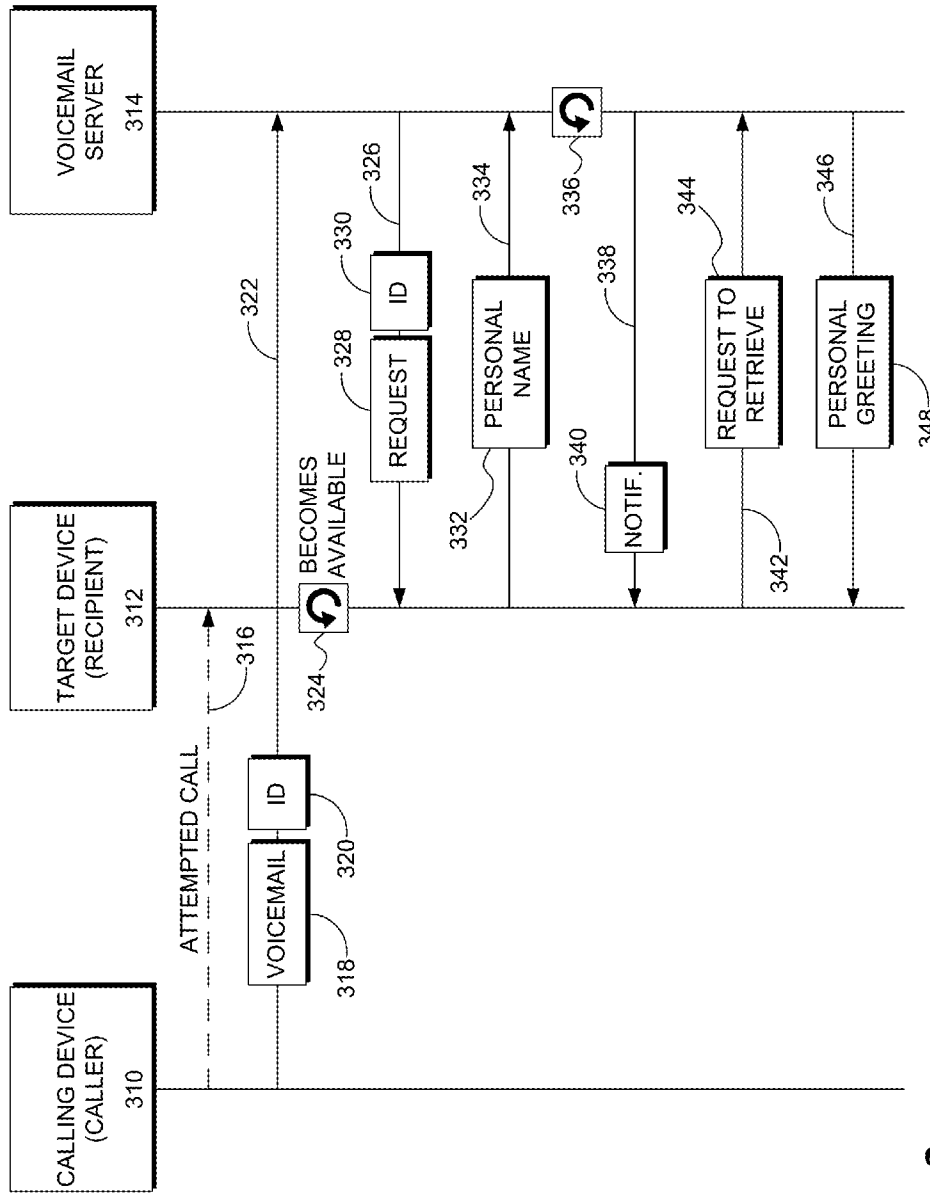 CALLING DEVICE
(CALLER)
310
TARGET DEVICE
(RECIPIENT)
312
VOICEMAIL
SERVER
314
ATTEMPTED CALL
316
VOICEMAIL
318
ID
320
322
324
BECOMES
AVAILABLE
REQUEST
328
ID
330
326
PERSONAL
NAME
332
334
336
338
NOTIF.
340
REQUEST TO
RETRIEVE
342
344
PERSONAL
GREETING
346
348